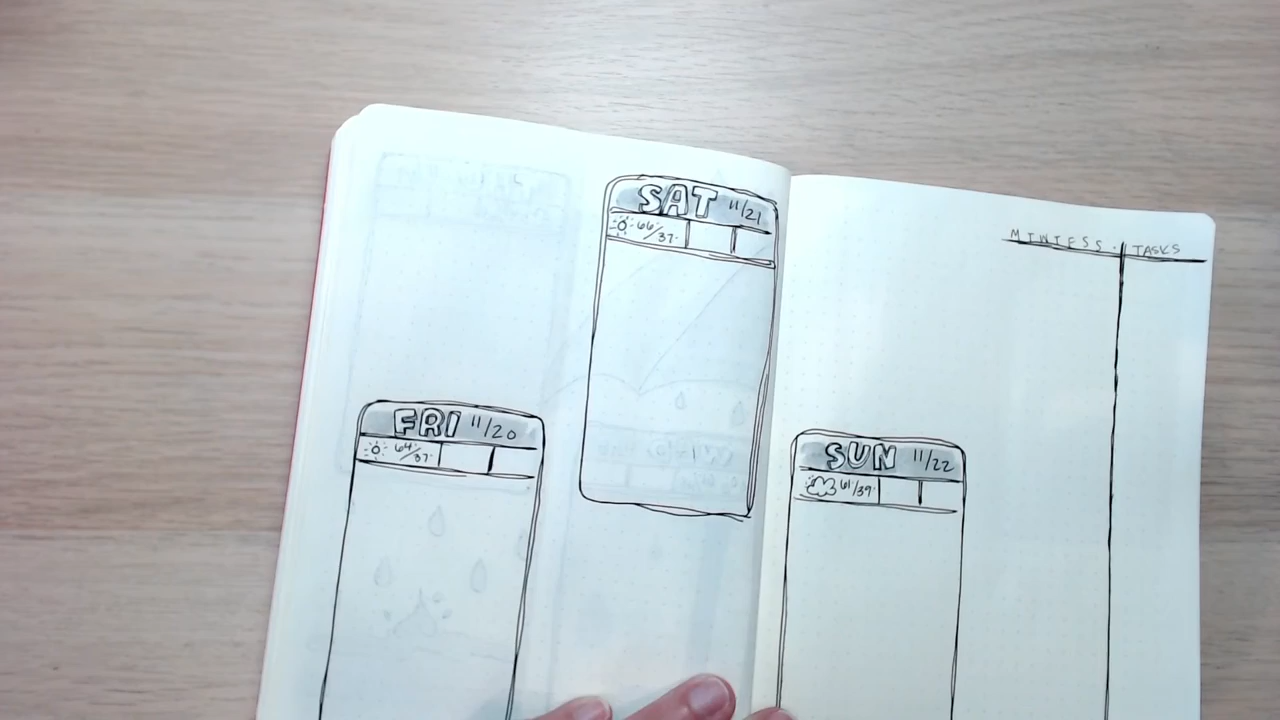 SAT 11/21
66/37°
M T W T F S S . TASKS
FRI 11/20
64/37°
SUN 11/22
61/39°